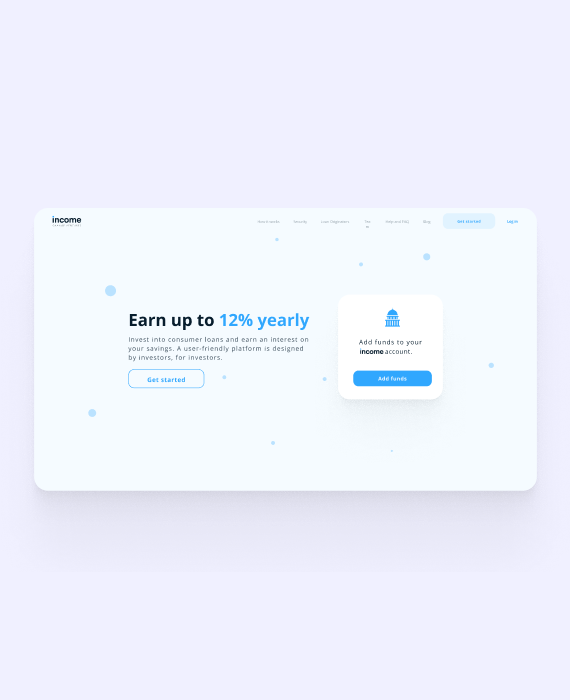 income
How it works Security Loan Originators Help and FAQ Blog Get started Log in
Earn up to 12% yearly
Invest into consumer loans and earn an interest on
your savings. A user-friendly platform is designed
by investors, for investors.
Get started
Add funds to your
income account.
Add funds